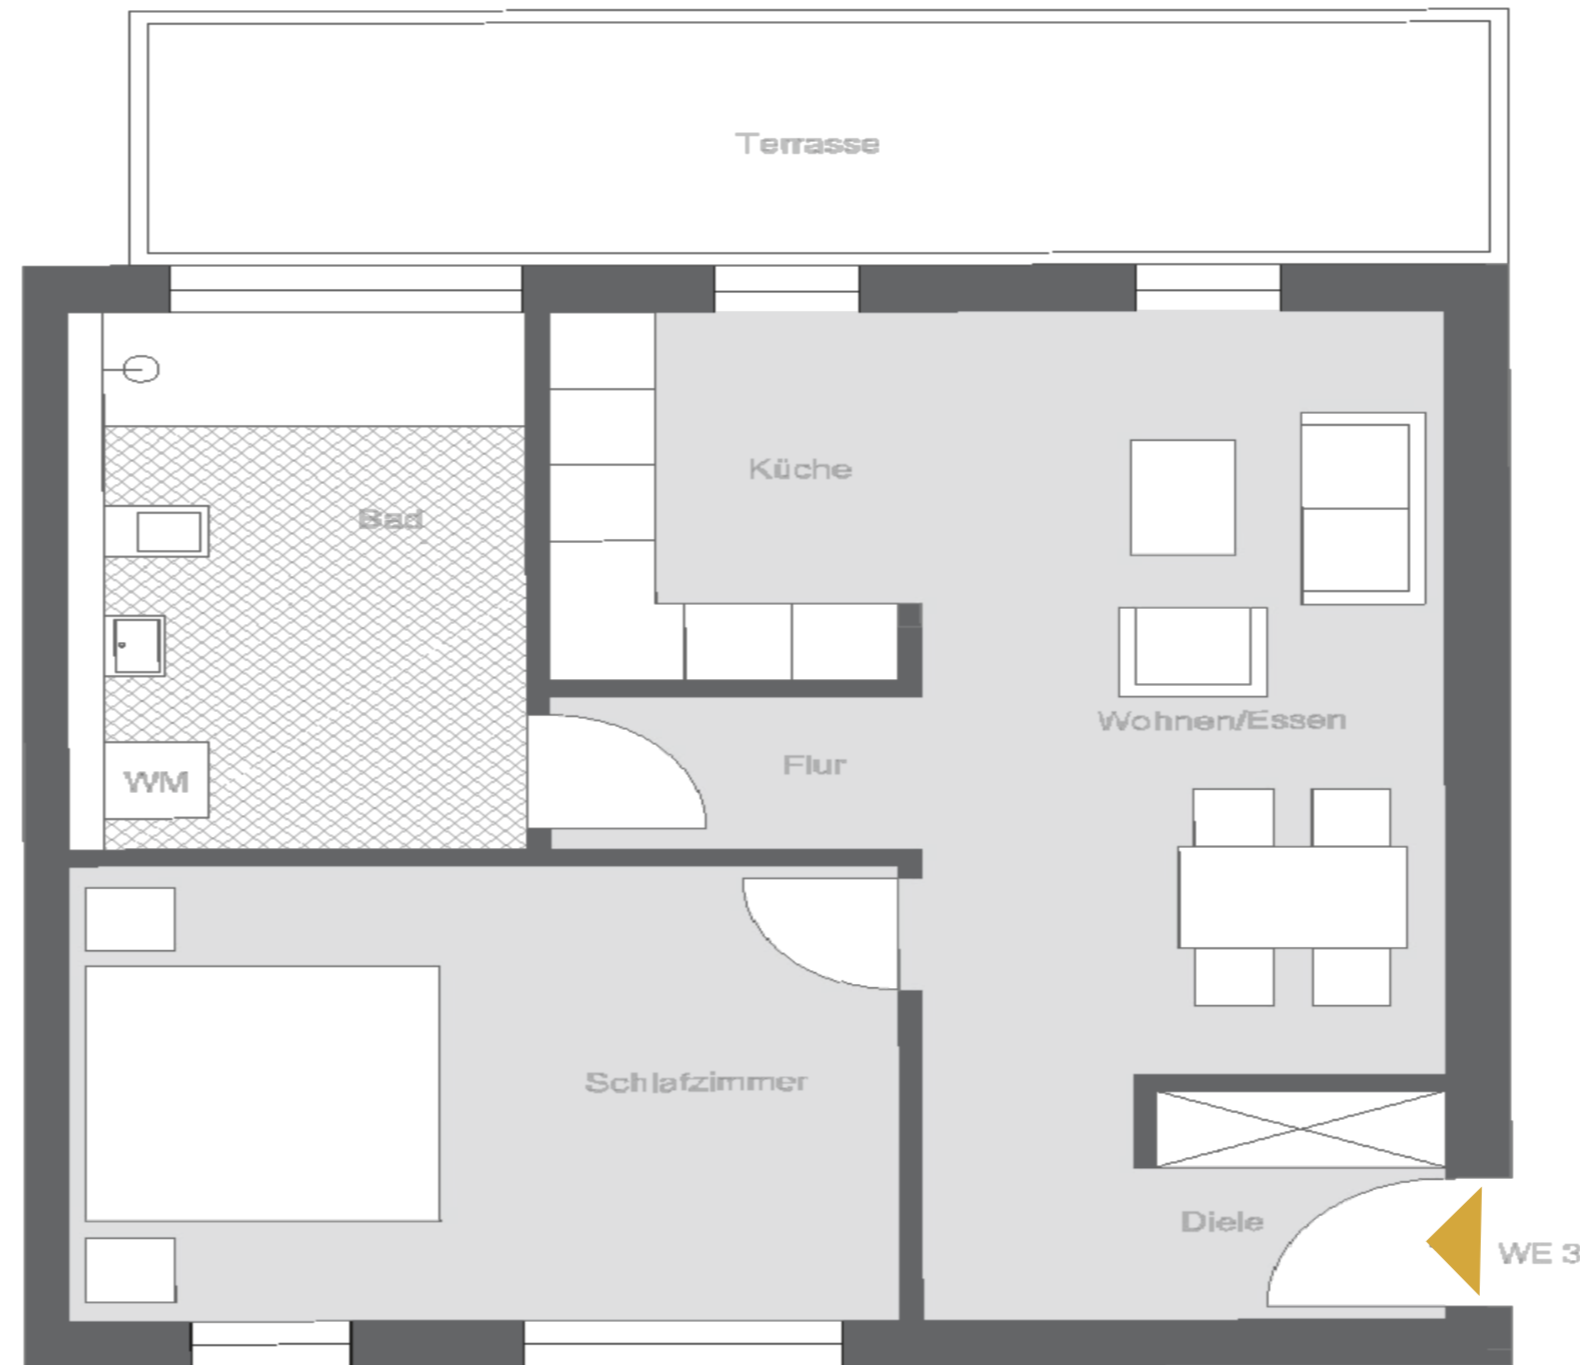 Terrasse
Küche
Bad
Wohnen/Essen
Flur
WM
Schlafzimmer
Diele
WE 3